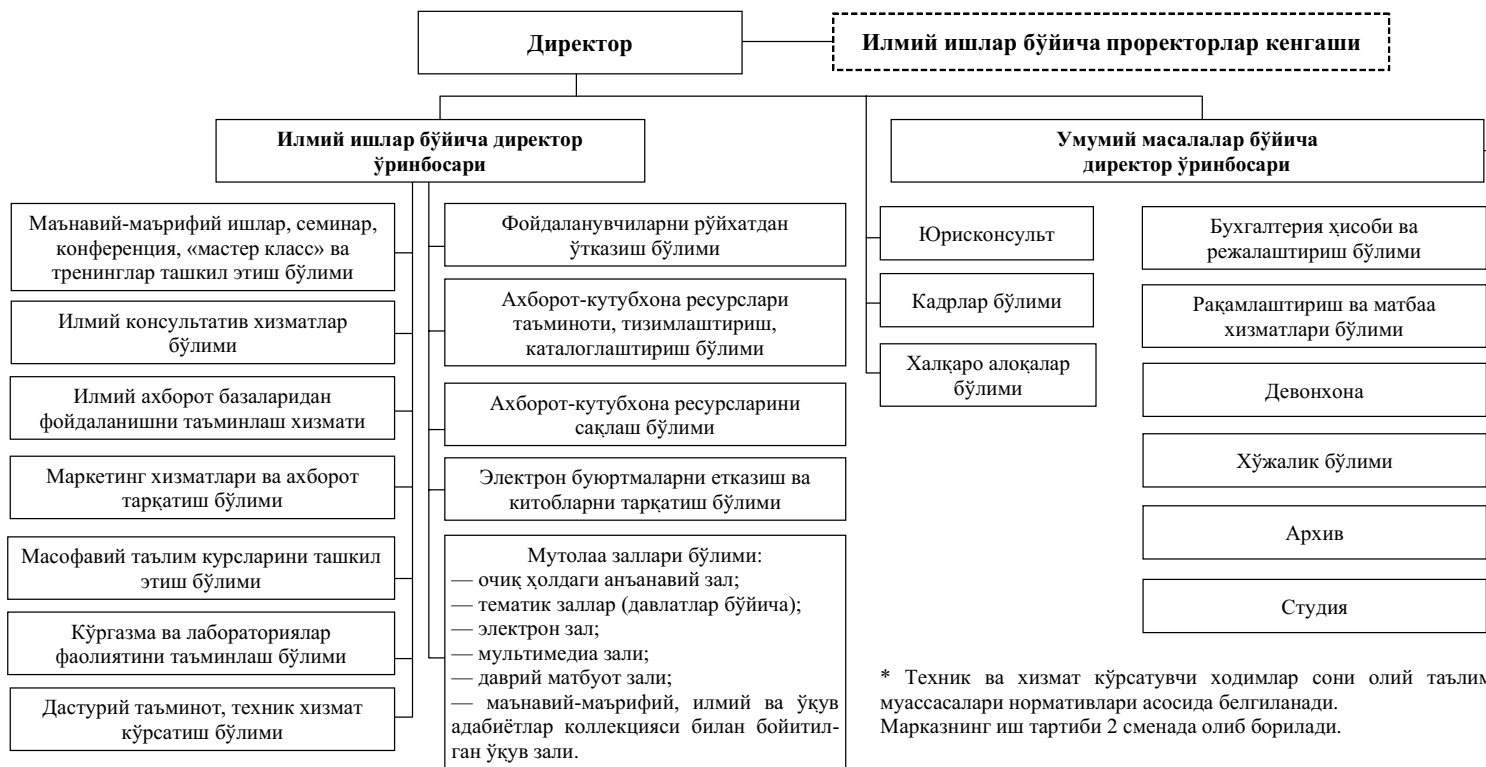 Директор
Илмий ишлар бўйича проректорлар кенгаши
Илмий ишлар бўйича директор
ўринбосари
Умумий масалалар бўйича
директор ўринбосари
Маънавий-маърифий ишлар, семинар,
конференция, «мастер класс» ва
тренинглар ташкил этиш бўлими
Илмий консультатив хизматлар
бўлими
Илмий ахборот базаларидан
фойдаланишни таъминлаш хизмати
Маркетинг хизматлари ва ахборот
тарқатиш бўлими
Масофавий таълим курсларини ташкил
этиш бўлими
Кўргазма ва лабораториялар
фаолиятини таъминлаш бўлими
Дастурий таъминот, техник хизмат
кўрсатиш бўлими
Фойдаланувчиларни рўйхатдан
ўтказиш бўлими
Ахборот-кутубхона ресурслари
таъминоти, тизимлаштириш,
каталоглаштириш бўлими
Ахборот-кутубхона ресурсларини
сақлаш бўлими
Электрон буюртмаларни етказиш ва
китобларни тарқатиш бўлими
Мутолаа заллари бўлими:
— очиқ ҳолдаги анъанавий зал;
— тематик заллар (давлатлар бўйича);
— электрон зал;
— мультимедиа зали;
— даврий матбуот зали;
— маънавий-маърифий, илмий ва ўқув
адабиётлар коллекцияси билан бойитил-
ган ўқув зали.
Юрисконсульт
Кадрлар бўлими
Халқаро алоқалар
бўлими
Бухгалтерия ҳисоби ва
режалаштириш бўлими
Рақамлаштириш ва матбаа
хизматлари бўлими
Девонхона
Хўжалик бўлими
Архив
Студия
* Техник ва хизмат кўрсатувчи ходимлар сони олий таълим
муассасалари нормативлари асосида белгиланади.
Марказнинг иш тартиби 2 сменада олиб борилади.